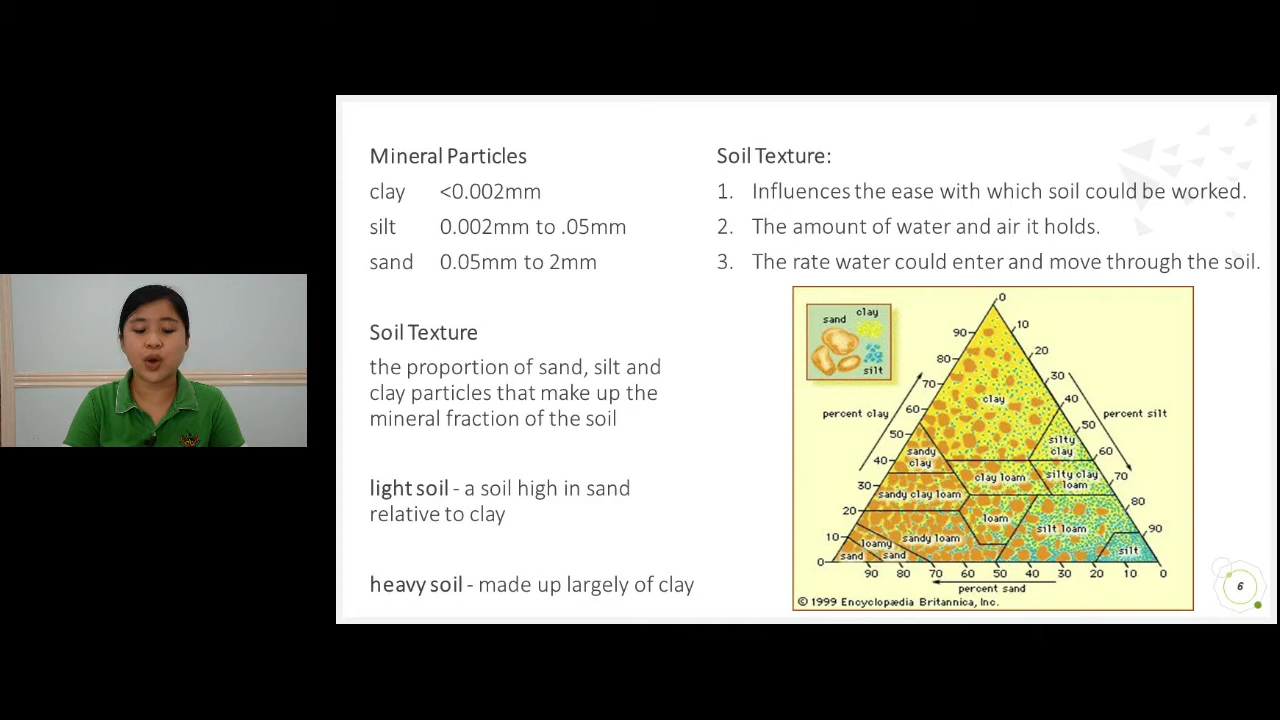 Mineral Particles
clay <0.002mm
silt 0.002mm to .05mm
sand 0.05mm to 2mm
Soil Texture
the proportion of sand, silt and
clay particles that make up the
mineral fraction of the soil
light soil - a soil high in sand
relative to clay
heavy soil - made up largely of clay
Soil Texture:
1. Influences the ease with which soil could be worked.
2. The amount of water and air it holds.
3. The rate water could enter and move through the soil.
sand clay
silt
0
90 10
80 20
70 30
clay 40
percent clay percent silt
60 50
50 silty
clay 60
sandy
clay
40 70
clay loam silty clay
loam
30 80
sandy clay loam
20 90
loam silt loam
10 sandy loam
loamy
sand silt
sand
0
90 80 70 60 50 40 30 20 10 0
percent sand
© 1999 Encyclopædia Britannica, Inc.
6